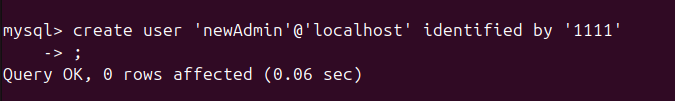 mysql> create user 'newAdmin'@'localhost' identified by '1111'
    -> ;
Query OK, 0 rows affected (0.06 sec)